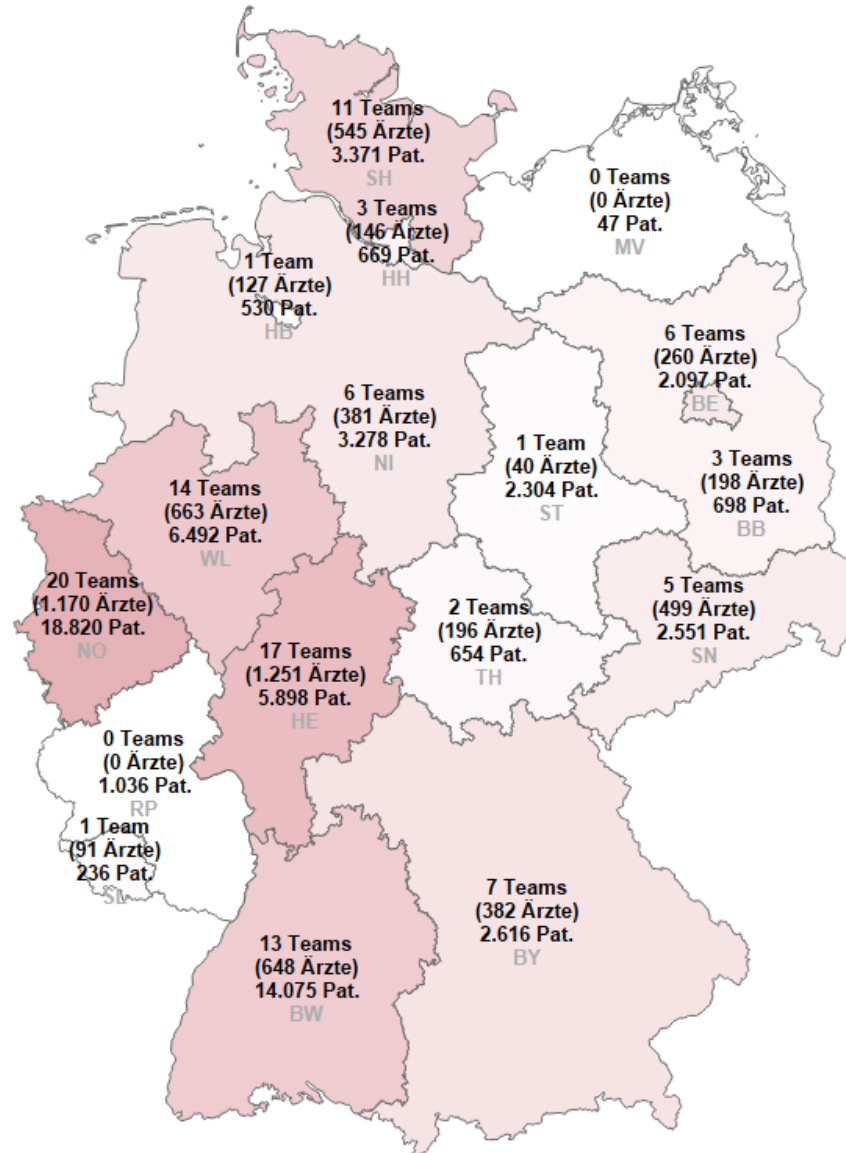 11 Teams
(545 Ärzte)
3.371 Pat.
SH
0 Teams
(0 Ärzte)
47 Pat.
MV
3 Teams
(146 Ärzte)
669 Pat.
HH
1 Team
(127 Ärzte)
530 Pat.
HB
6 Teams
(260 Ärzte)
2.097 Pat.
BE
6 Teams
(381 Ärzte)
3.278 Pat.
NI
1 Team
(40 Ärzte)
2.304 Pat.
ST
3 Teams
(198 Ärzte)
698 Pat.
BB
14 Teams
(663 Ärzte)
6.492 Pat.
WL
20 Teams
(1.170 Ärzte)
18.820 Pat.
NO
17 Teams
(1.251 Ärzte)
5.898 Pat.
HE
2 Teams
(196 Ärzte)
654 Pat.
TH
5 Teams
(499 Ärzte)
2.551 Pat.
SN
0 Teams
(0 Ärzte)
1.036 Pat.
RP
1 Team
(91 Ärzte)
236 Pat.
SL
7 Teams
(382 Ärzte)
2.616 Pat.
BY
13 Teams
(648 Ärzte)
14.075 Pat.
BW